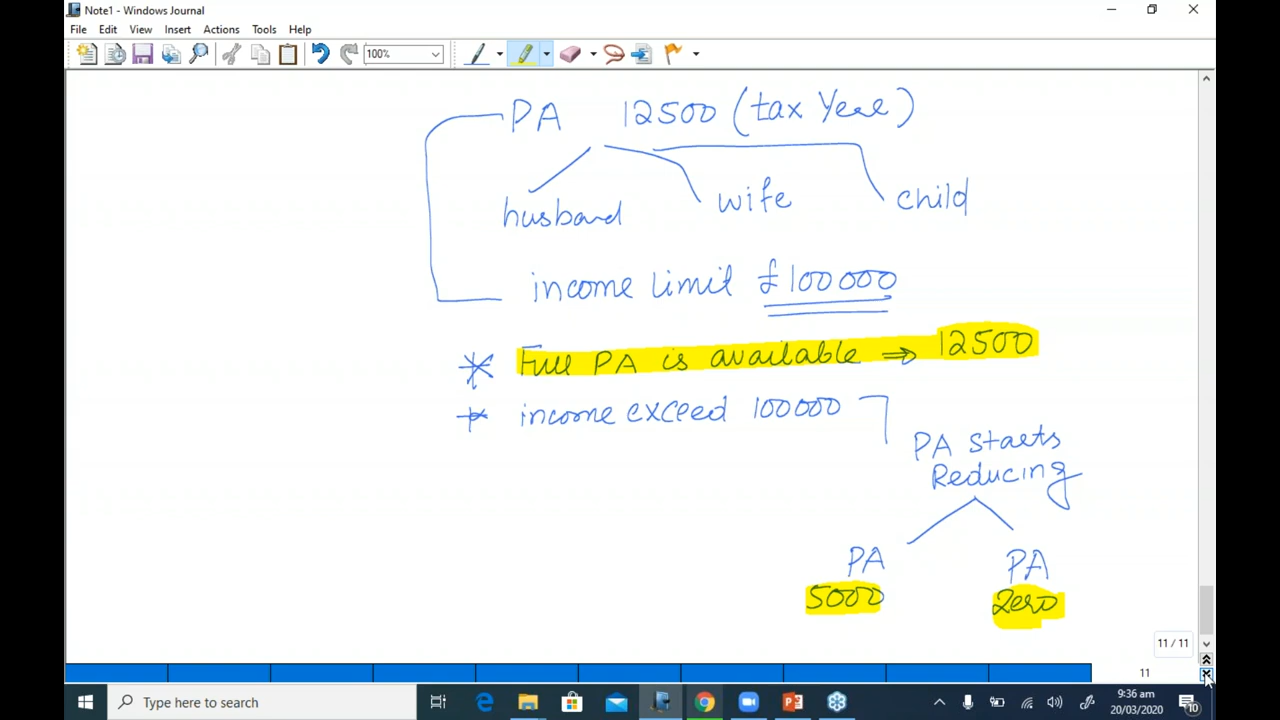 Note1 - Windows Journal
File Edit View Insert Actions Tools Help
100%
PA 12500 (tax Year)
husband wife child
income limit £100000
Full PA is available ⇒ 12500
income exceed 100000
PA starts
Reducing
PA PA
5000 zero
11 / 11
11
Type here to search
9:36 am
20/03/2020
10